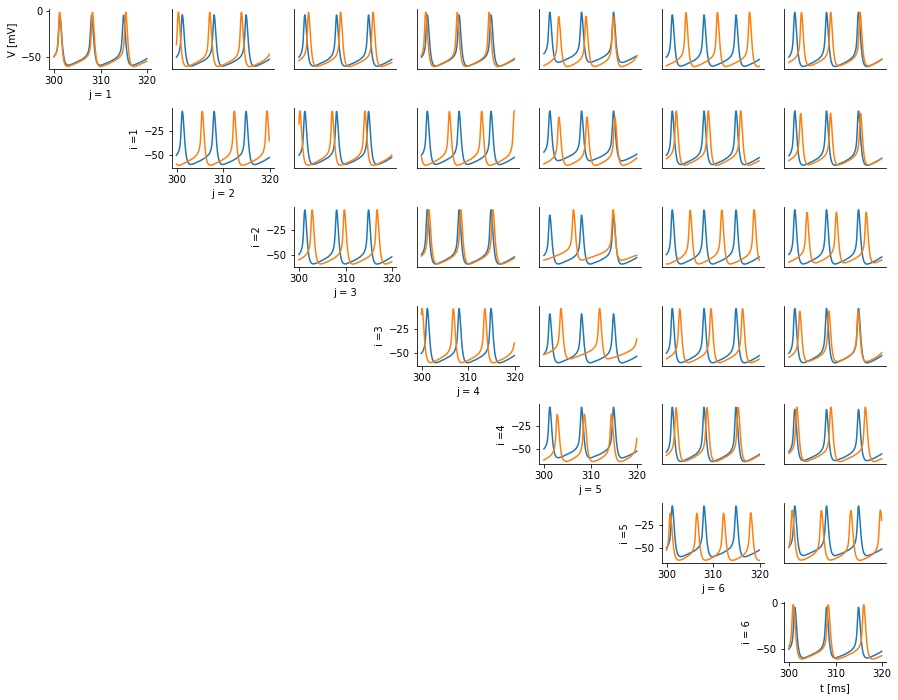 V [mV]
0
−50
300 310 320
j = 1
i =1
−25
−50
300 310 320
j = 2
i =2
−25
−50
300 310 320
j = 3
i =3
−25
−50
300 310 320
j = 4
i =4
−25
−50
300 310 320
j = 5
i =5
−25
−50
300 310 320
j = 6
i = 6
0
−50
300 310 320
t [ms]